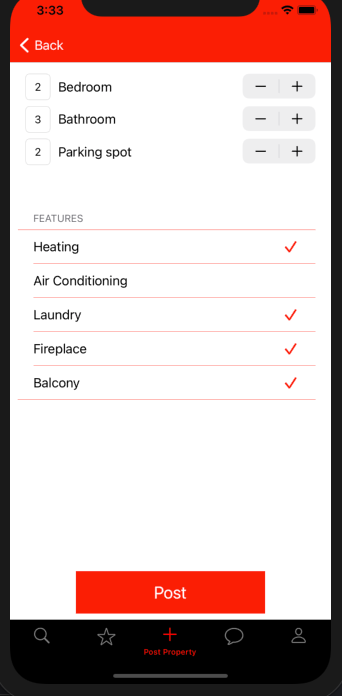 3:33
Back
2 Bedroom
3 Bathroom
2 Parking spot
FEATURES
Heating
Air Conditioning
Laundry
Fireplace
Balcony
Post
Post Property